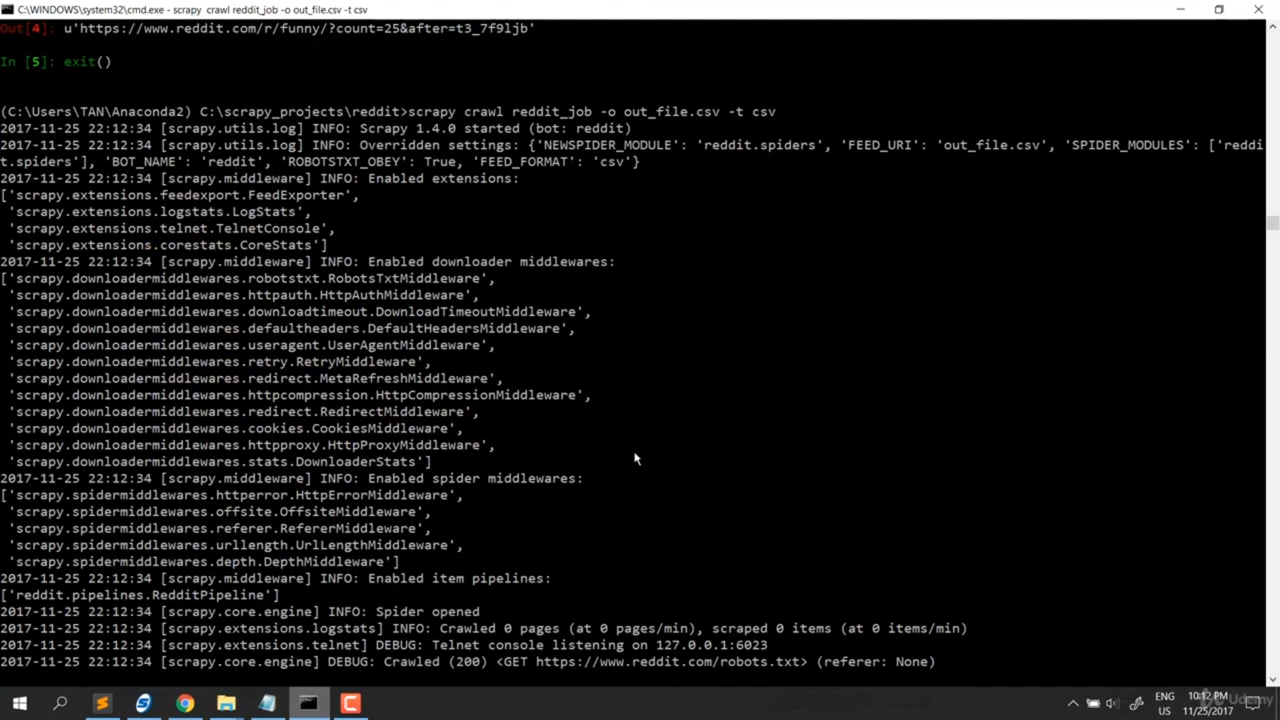 C:\WINDOWS\system32\cmd.exe - scrapy  crawl reddit_job -o out_file.csv -t csv
Out[4]: u'https://www.reddit.com/r/funny/?count=25&after=t3_7f9ljb'
In [5]: exit()
(C:\Users\TAN\Anaconda2) C:\scrapy_projects\reddit>scrapy crawl reddit_job -o out_file.csv -t csv
2017-11-25 22:12:34 [scrapy.utils.log] INFO: Scrapy 1.4.0 started (bot: reddit)
2017-11-25 22:12:34 [scrapy.utils.log] INFO: Overridden settings: {'NEWSPIDER_MODULE': 'reddit.spiders', 'FEED_URI': 'out_file.csv', 'SPIDER_MODULES': ['reddi
t.spiders'], 'BOT_NAME': 'reddit', 'ROBOTSTXT_OBEY': True, 'FEED_FORMAT': 'csv'}
2017-11-25 22:12:34 [scrapy.middleware] INFO: Enabled extensions:
['scrapy.extensions.feedexport.FeedExporter',
 'scrapy.extensions.logstats.LogStats',
 'scrapy.extensions.telnet.TelnetConsole',
 'scrapy.extensions.corestats.CoreStats']
2017-11-25 22:12:34 [scrapy.middleware] INFO: Enabled downloader middlewares:
['scrapy.downloadermiddlewares.robotstxt.RobotsTxtMiddleware',
 'scrapy.downloadermiddlewares.httpauth.HttpAuthMiddleware',
 'scrapy.downloadermiddlewares.downloadtimeout.DownloadTimeoutMiddleware',
 'scrapy.downloadermiddlewares.defaultheaders.DefaultHeadersMiddleware',
 'scrapy.downloadermiddlewares.useragent.UserAgentMiddleware',
 'scrapy.downloadermiddlewares.retry.RetryMiddleware',
 'scrapy.downloadermiddlewares.redirect.MetaRefreshMiddleware',
 'scrapy.downloadermiddlewares.httpcompression.HttpCompressionMiddleware',
 'scrapy.downloadermiddlewares.redirect.RedirectMiddleware',
 'scrapy.downloadermiddlewares.cookies.CookiesMiddleware',
 'scrapy.downloadermiddlewares.httpproxy.HttpProxyMiddleware',
 'scrapy.downloadermiddlewares.stats.DownloaderStats']
2017-11-25 22:12:34 [scrapy.middleware] INFO: Enabled spider middlewares:
['scrapy.spidermiddlewares.httperror.HttpErrorMiddleware',
 'scrapy.spidermiddlewares.offsite.OffsiteMiddleware',
 'scrapy.spidermiddlewares.referer.RefererMiddleware',
 'scrapy.spidermiddlewares.urllength.UrlLengthMiddleware',
 'scrapy.spidermiddlewares.depth.DepthMiddleware']
2017-11-25 22:12:34 [scrapy.middleware] INFO: Enabled item pipelines:
['reddit.pipelines.RedditPipeline']
2017-11-25 22:12:34 [scrapy.core.engine] INFO: Spider opened
2017-11-25 22:12:34 [scrapy.extensions.logstats] INFO: Crawled 0 pages (at 0 pages/min), scraped 0 items (at 0 items/min)
2017-11-25 22:12:34 [scrapy.extensions.telnet] DEBUG: Telnet console listening on 127.0.0.1:6023
2017-11-25 22:12:34 [scrapy.core.engine] DEBUG: Crawled (200) <GET https://www.reddit.com/robots.txt> (referer: None)
ENG
US
10:12 PM
11/25/2017
Udemy